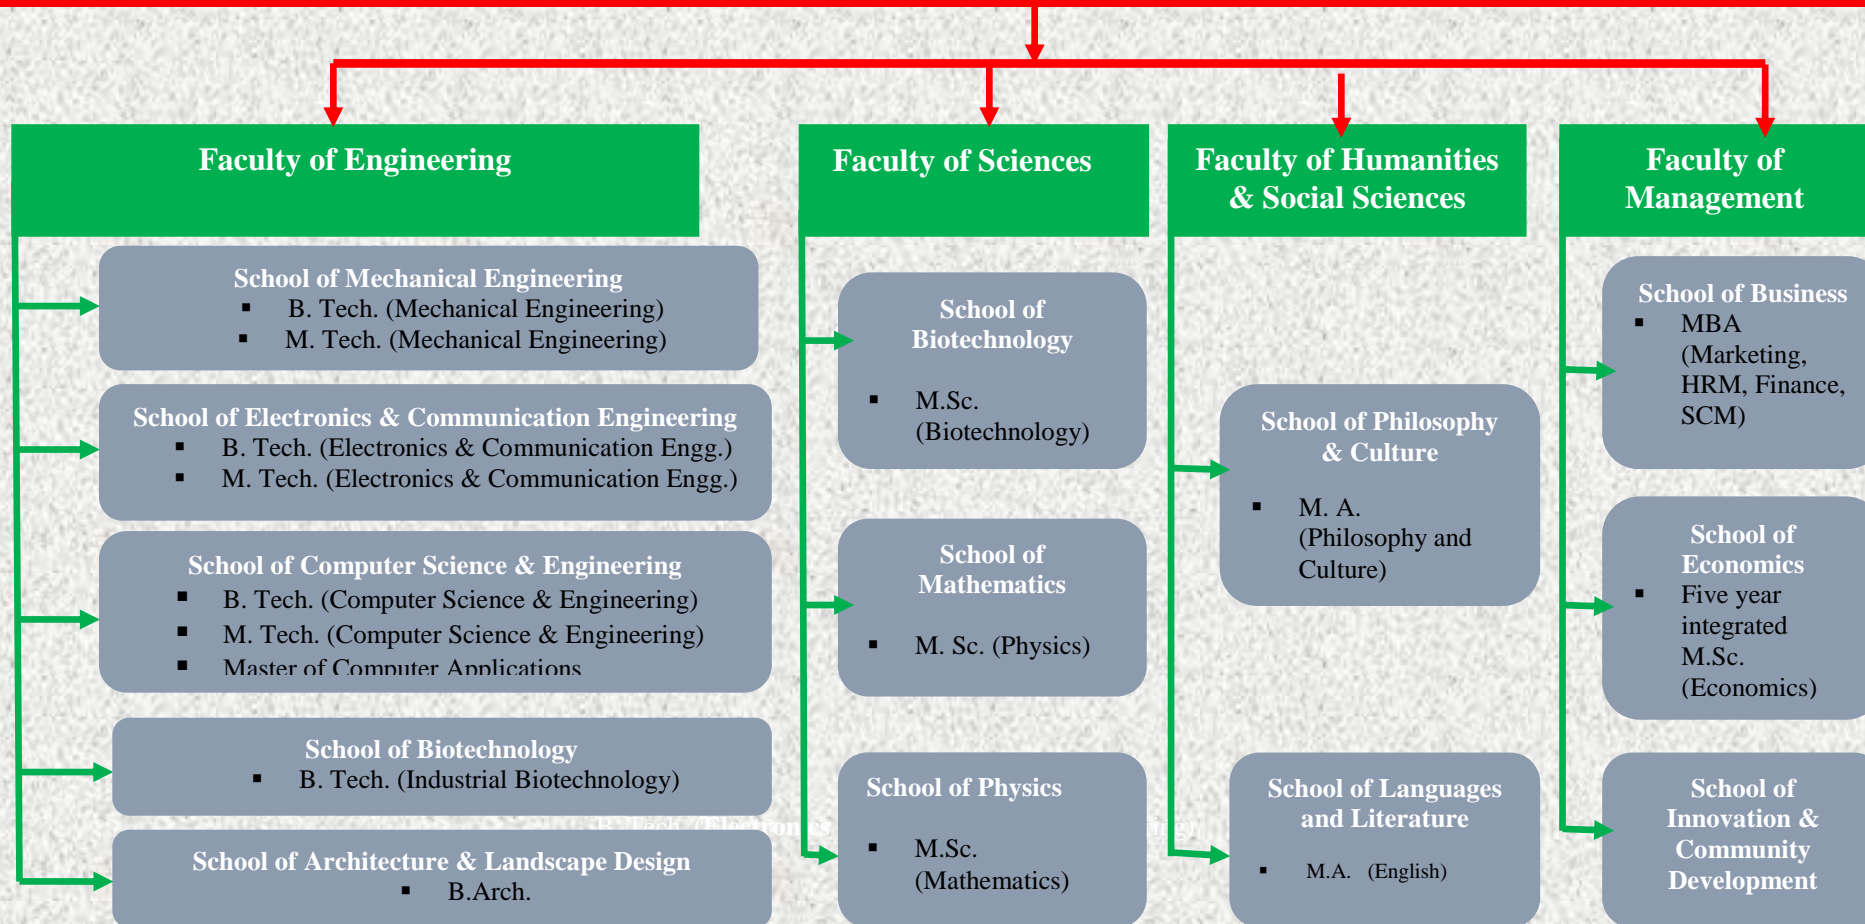 Faculty of Engineering
School of Mechanical Engineering
▪ B. Tech. (Mechanical Engineering)
▪ M. Tech. (Mechanical Engineering)
School of Electronics & Communication Engineering
▪ B. Tech. (Electronics & Communication Engg.)
▪ M. Tech. (Electronics & Communication Engg.)
School of Computer Science & Engineering
▪ B. Tech. (Computer Science & Engineering)
▪ M. Tech. (Computer Science & Engineering)
▪ Master of Computer Applications
School of Biotechnology
▪ B. Tech. (Industrial Biotechnology)
B. Tech. (Electronics
School of Architecture & Landscape Design
▪ B.Arch.
Faculty of Sciences
School of
Biotechnology
▪ M.Sc.
(Biotechnology)
School of
Mathematics
▪ M. Sc. (Physics)
School of Physics
▪ M.Sc.
(Mathematics)
Faculty of Humanities
& Social Sciences
School of Philosophy
& Culture
▪ M. A.
(Philosophy and
Culture)
School of Languages
and Literature
▪ M.A. (English)
Faculty of
Management
School of Business
▪ MBA
(Marketing,
HRM, Finance,
SCM)
School of
Economics
▪ Five year
integrated
M.Sc.
(Economics)
School of
Innovation &
Community
Development